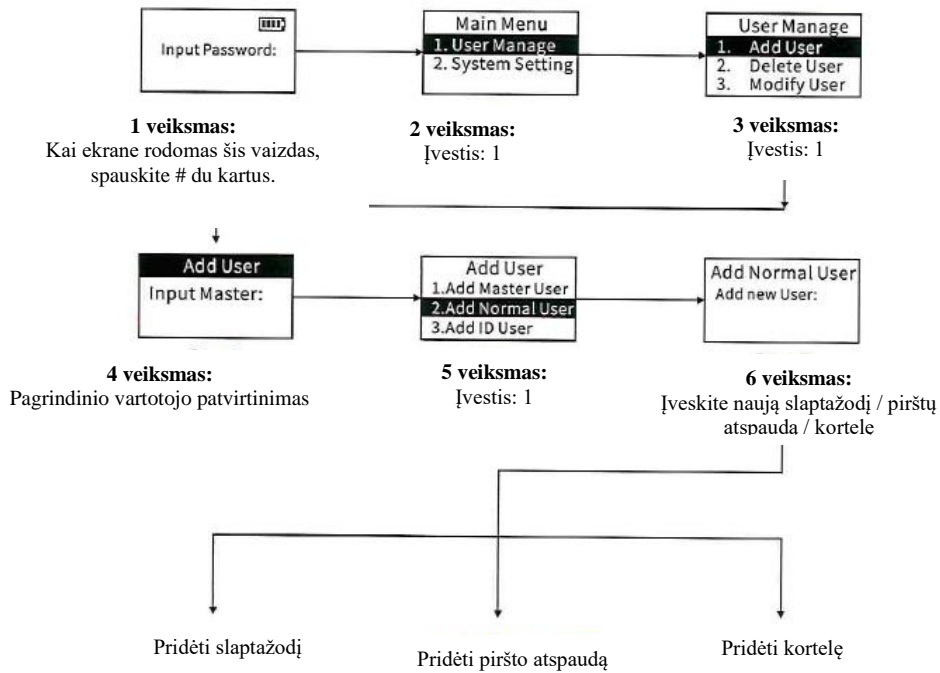 Input Password:
Main Menu
1. User Manage
2. System Setting
User Manage
1. Add User
2. Delete User
3. Modify User
1 veiksmas:
Kai ekrane rodomas šis vaizdas,
spauskite # du kartus.
2 veiksmas:
Įvestis: 1
3 veiksmas:
Įvestis: 1
Add User
Input Master:
Add User
1.Add Master User
2.Add Normal User
3.Add ID User
Add Normal User
Add new User:
4 veiksmas:
Pagrindinio vartotojo patvirtinimas
5 veiksmas:
Įvestis: 1
6 veiksmas:
Įveskite naują slaptažodį / pirštų
atspauda / kortelę
Pridėti slaptažodį
Pridėti piršto atspaudą
Pridėti kortelę